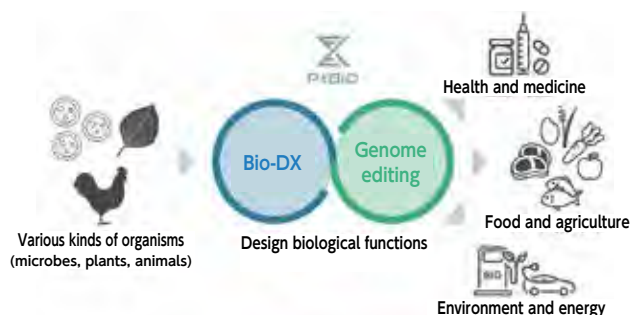 PtBio
Health and medicine
Bio-DX
Genome
editing
Food and agriculture
Various kinds of organisms
(microbes, plants, animals)
Design biological functions
BIO
Environment and energy